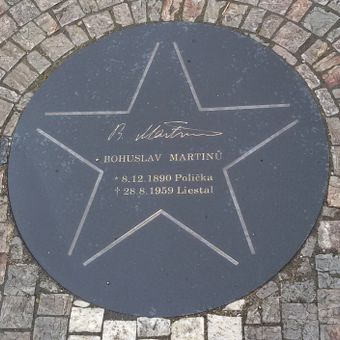 B. Martinů
BOHUSLAV MARTINŮ
* 8.12.1890 Polička
† 28.8.1959 Liestal